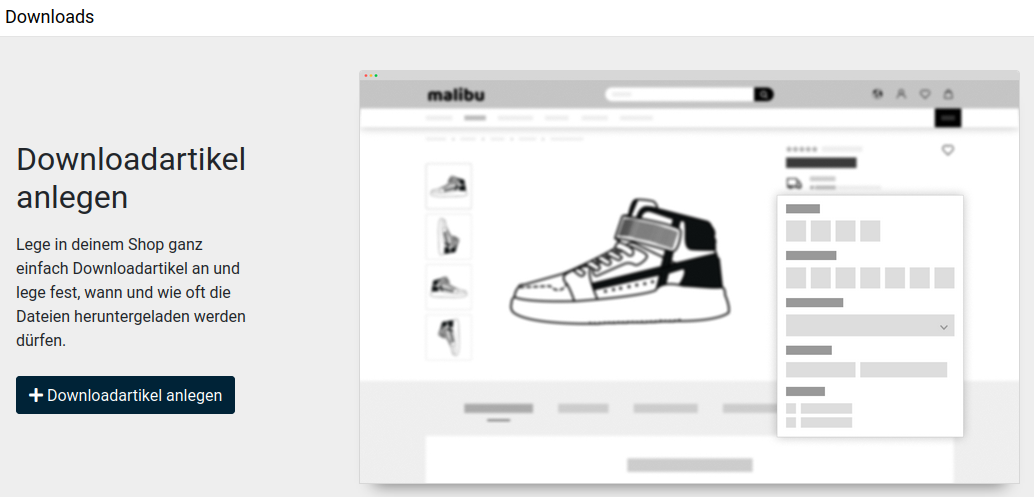 Downloads
malibu
Downloadartikel
anlegen
Lege in deinem Shop ganz
einfach Downloadartikel an und
lege fest, wann und wie oft die
Dateien heruntergeladen werden
dürfen.
Downloadartikel anlegen